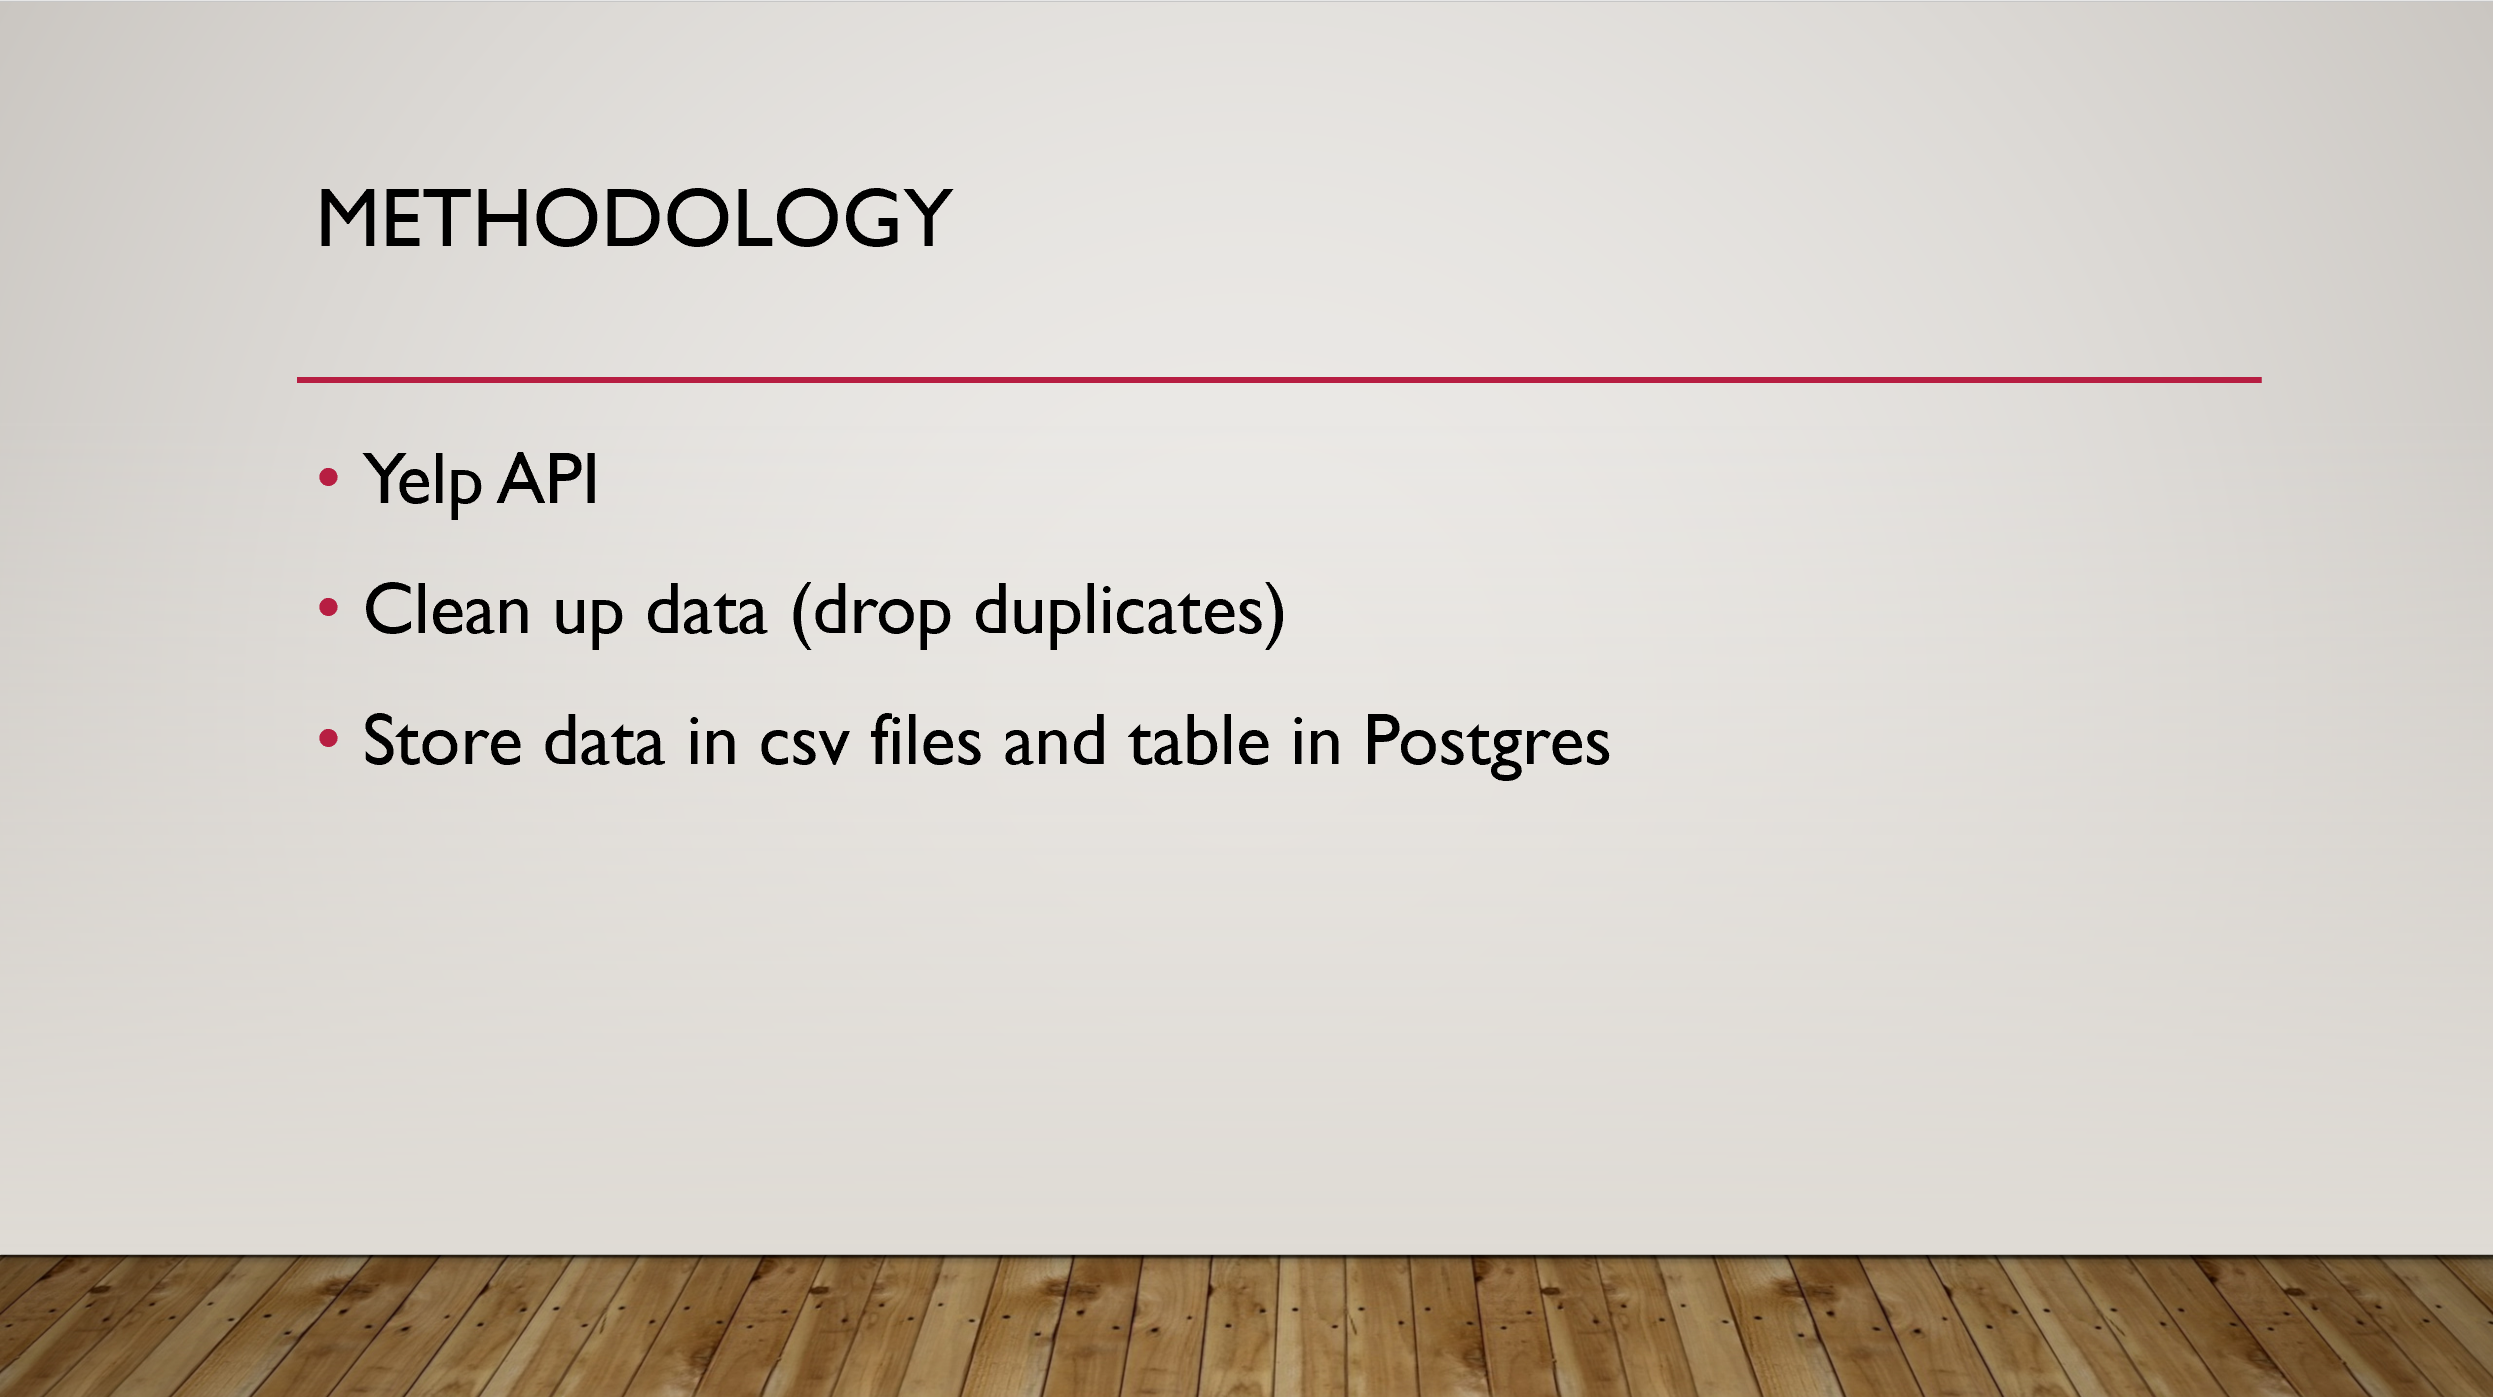 METHODOLOGY
• Yelp API
• Clean up data (drop duplicates)
• Store data in csv files and table in Postgres